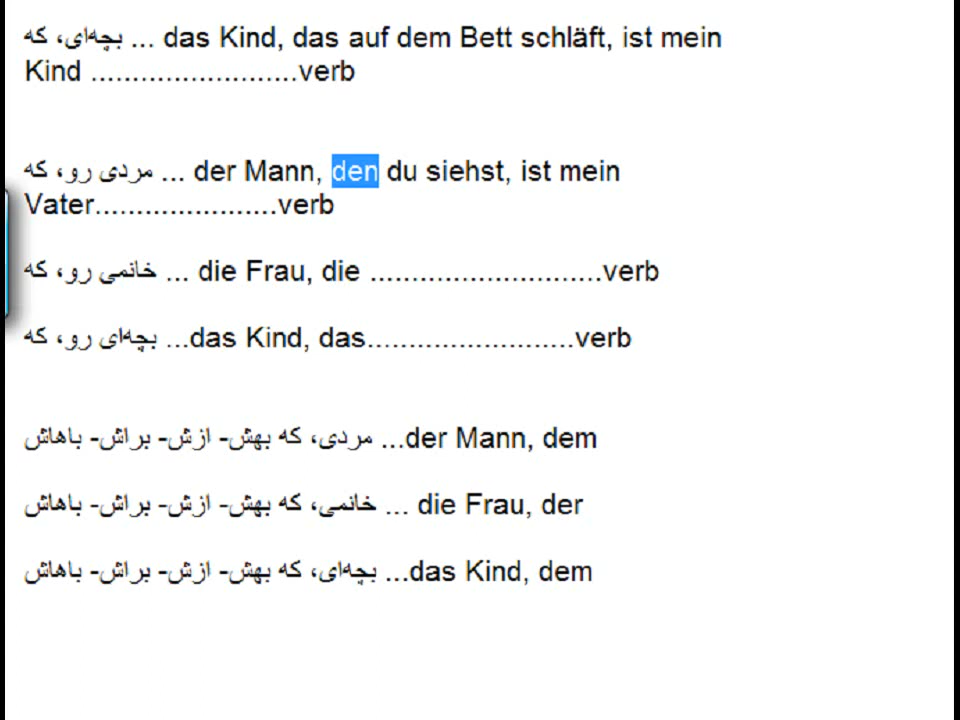 بچه‌ای، که ... das Kind, das auf dem Bett schläft, ist mein
Kind .........................verb
مردی رو، که ... der Mann, den du siehst, ist mein
Vater......................verb
خانمی رو، که ... die Frau, die ............................verb
بچه‌ای رو، که ...das Kind, das.........................verb
مردی، که بهش- ازش- براش- باهاش ...der Mann, dem
خانمی، که بهش- ازش- براش- باهاش ... die Frau, der
بچه‌ای، که بهش- ازش- براش- باهاش ...das Kind, dem